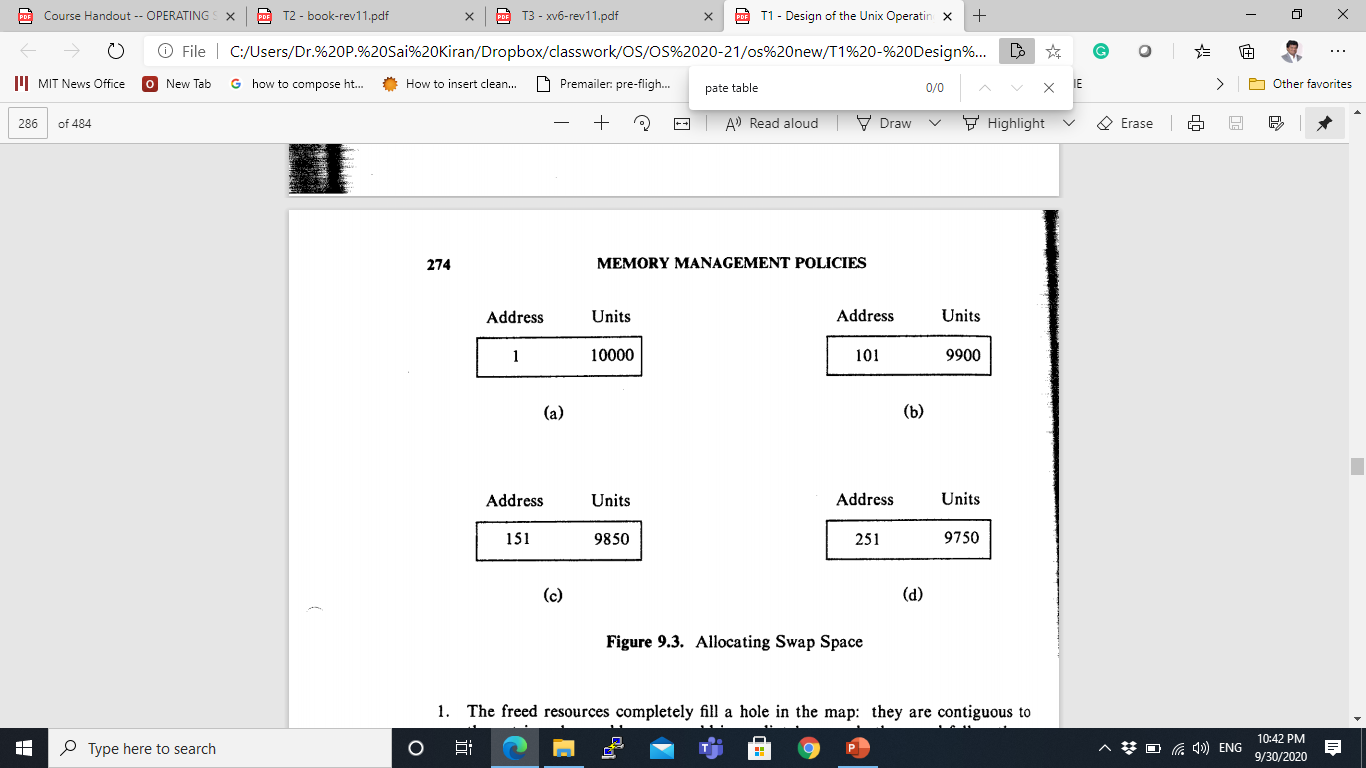 Course Handout -- OPERATING S
T2 - book-rev11.pdf
T3 - xv6-rev11.pdf
T1 - Design of the Unix Operatin
File
C:/Users/Dr.%20P.%20Sai%20Kiran/Dropbox/classwork/OS/OS%2020-21/os%20new/T1%20-%20Design%...
MIT News Office
New Tab
how to compose ht...
How to insert clean...
Premailer: pre-fligh...
IE
Other favorites
pate table
0/0
286
of 484
Read aloud
Draw
Highlight
Erase
274
MEMORY MANAGEMENT POLICIES
Address Units
1 10000
(a)
Address Units
101 9900
(b)
Address Units
151 9850
(c)
Address Units
251 9750
(d)
Figure 9.3. Allocating Swap Space
1. The freed resources completely fill a hole in the map: they are contiguous to
Type here to search
ENG
10:42 PM
9/30/2020